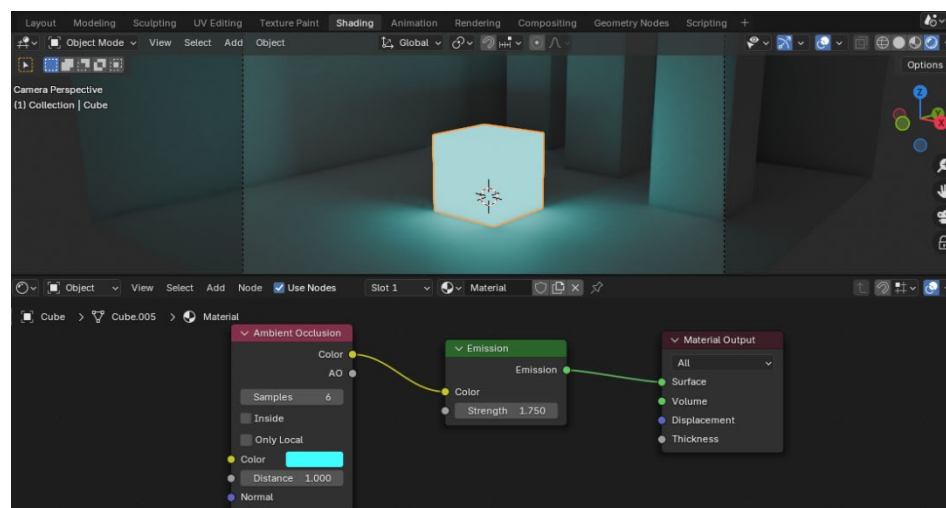 Layout Modeling Sculpting UV Editing Texture Paint Shading Animation Rendering Compositing Geometry Nodes Scripting +
Object Mode View Select Add Object Global
Options
Camera Perspective
(1) Collection | Cube
Z
Y
X
Object View Select Add Node Use Nodes Slot 1 Material
Cube > Cube.005 > Material
Ambient Occlusion
Color
AO
Samples 6
Inside
Only Local
Color
Distance 1.000
Normal
Emission
Emission
Color
Strength 1.750
Material Output
All
Surface
Volume
Displacement
Thickness